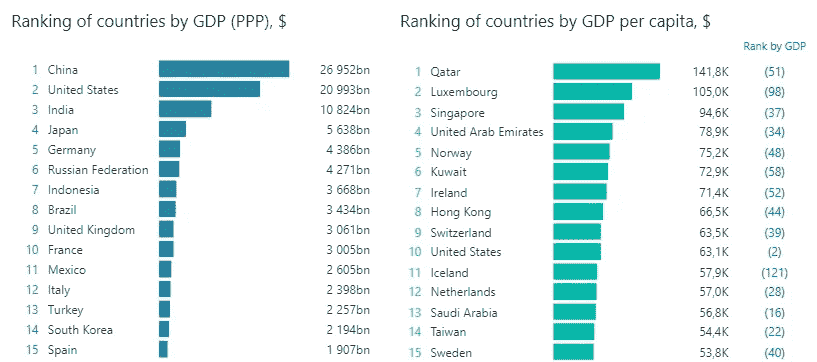 Ranking of countries by GDP (PPP), $
1 China 26 952bn
2 United States 20 993bn
3 India 10 824bn
4 Japan 5 638bn
5 Germany 4 386bn
6 Russian Federation 4 271bn
7 Indonesia 3 668bn
8 Brazil 3 434bn
9 United Kingdom 3 061bn
10 France 3 005bn
11 Mexico 2 605bn
12 Italy 2 398bn
13 Turkey 2 257bn
14 South Korea 2 194bn
15 Spain 1 907bn
Ranking of countries by GDP per capita, $
Rank by GDP
1 Qatar 141,8K (51)
2 Luxembourg 105,0K (98)
3 Singapore 94,6K (37)
4 United Arab Emirates 78,9K (34)
5 Norway 75,2K (48)
6 Kuwait 72,9K (58)
7 Ireland 71,4K (52)
8 Hong Kong 66,5K (44)
9 Switzerland 63,5K (39)
10 United States 63,1K (2)
11 Iceland 57,9K (121)
12 Netherlands 57,0K (28)
13 Saudi Arabia 56,8K (16)
14 Taiwan 54,4K (22)
15 Sweden 53,8K (40)